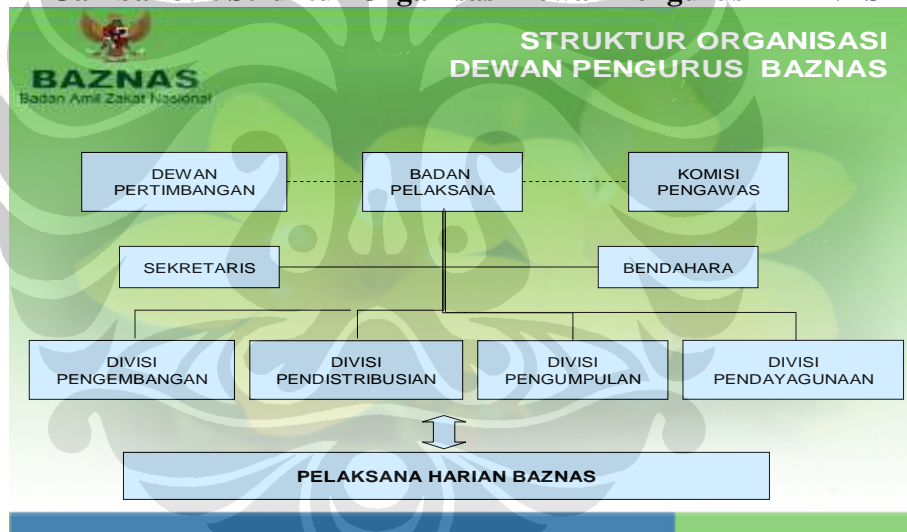 STRUKTUR ORGANISASI
DEWAN PENGURUS BAZNAS
BAZNAS
Badan Amil Zakat Nasional
DEWAN
PERTIMBANGAN
BADAN
PELAKSANA
KOMISI
PENGAWAS
SEKRETARIS
BENDAHARA
DIVISI
PENGEMBANGAN
DIVISI
PENDISTRIBUSIAN
DIVISI
PENGUMPULAN
DIVISI
PENDAYAGUNAAN
PELAKSANA HARIAN BAZNAS